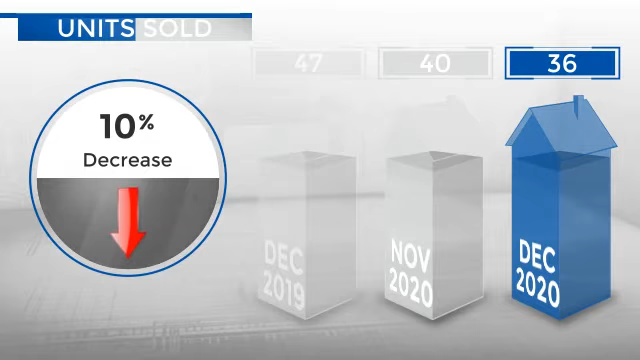 UNITS SOLD
47
40
36
10%
Decrease
DEC
2019
NOV
2020
DEC
2020